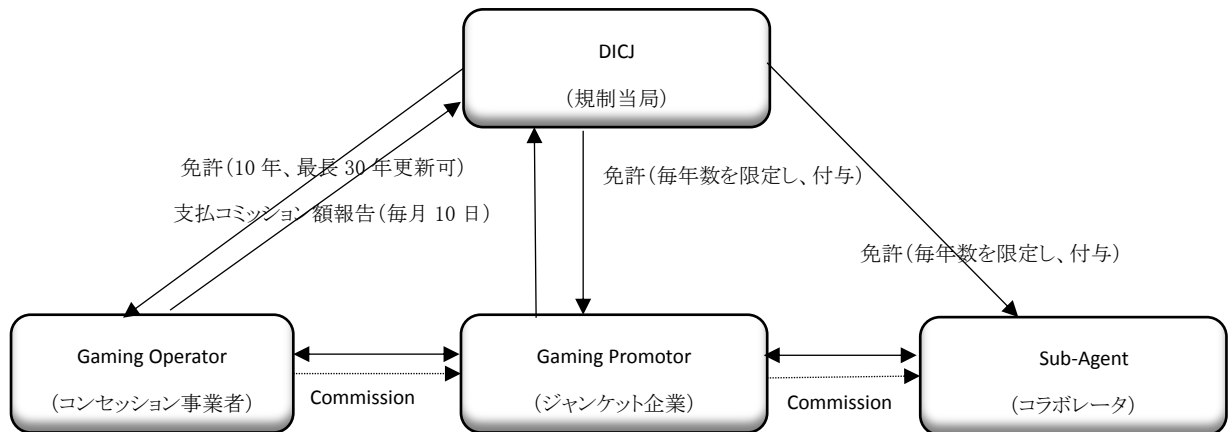 DICJ
(規制当局)
免許(10 年、最長 30 年更新可)
免許(毎年数を限定し、付与)
支払コミッション額報告(毎月 10 日)
免許(毎年数を限定し、付与)
Gaming Operator
(コンセッション事業者)
Commission
Gaming Promotor
(ジャンケット企業)
Commission
Sub-Agent
(コラボレータ)